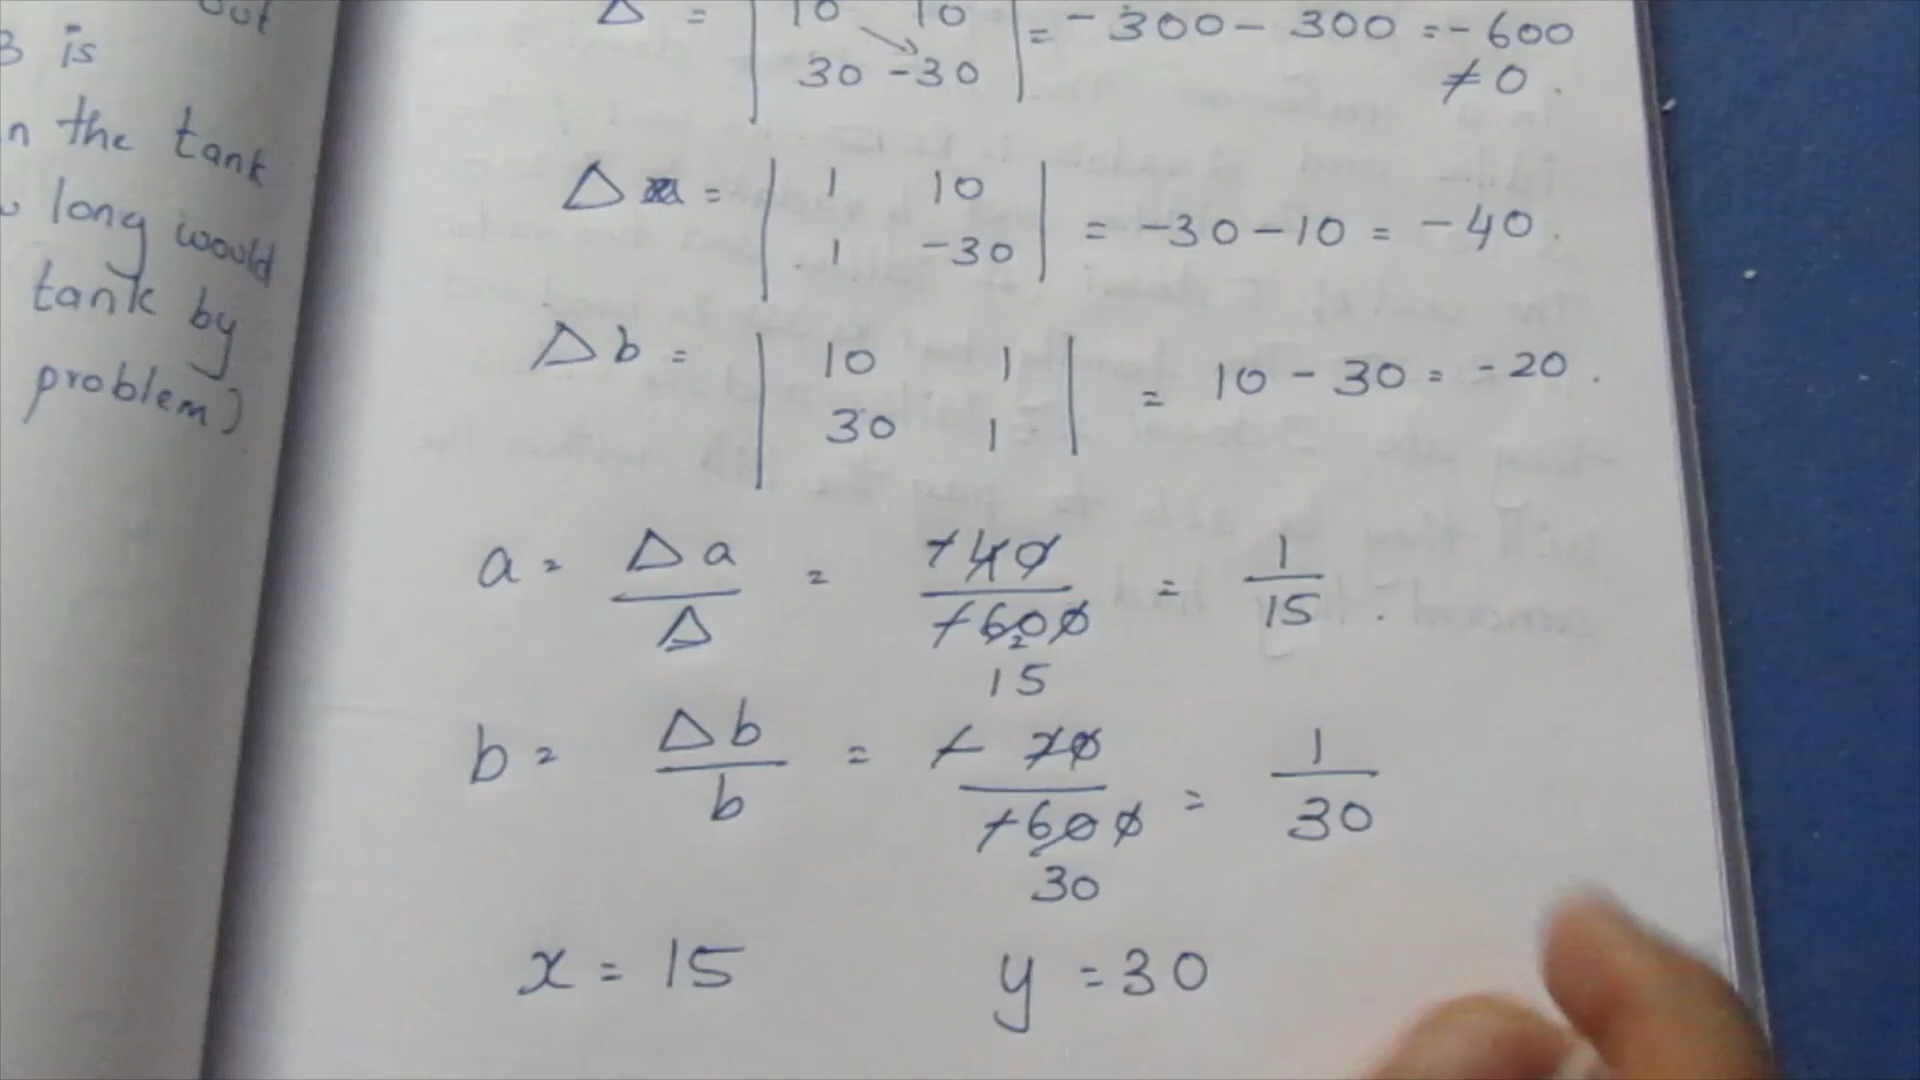 out
B is
n the tank
long would
tank by
problem)
Δ = | 10 10 | = -300 - 300 = -600
| 30 -30 | ≠ 0.
Δa = | 1 10 | = -30 - 10 = -40.
| 1 -30 |
Δb = | 10 1 | = 10 - 30 = -20.
| 30 1 |
a = Δa / Δ = -40 / -600 = 1 / 15.
15
b = Δb / b = -20 / -600 = 1 / 30
30
x = 15 y = 30